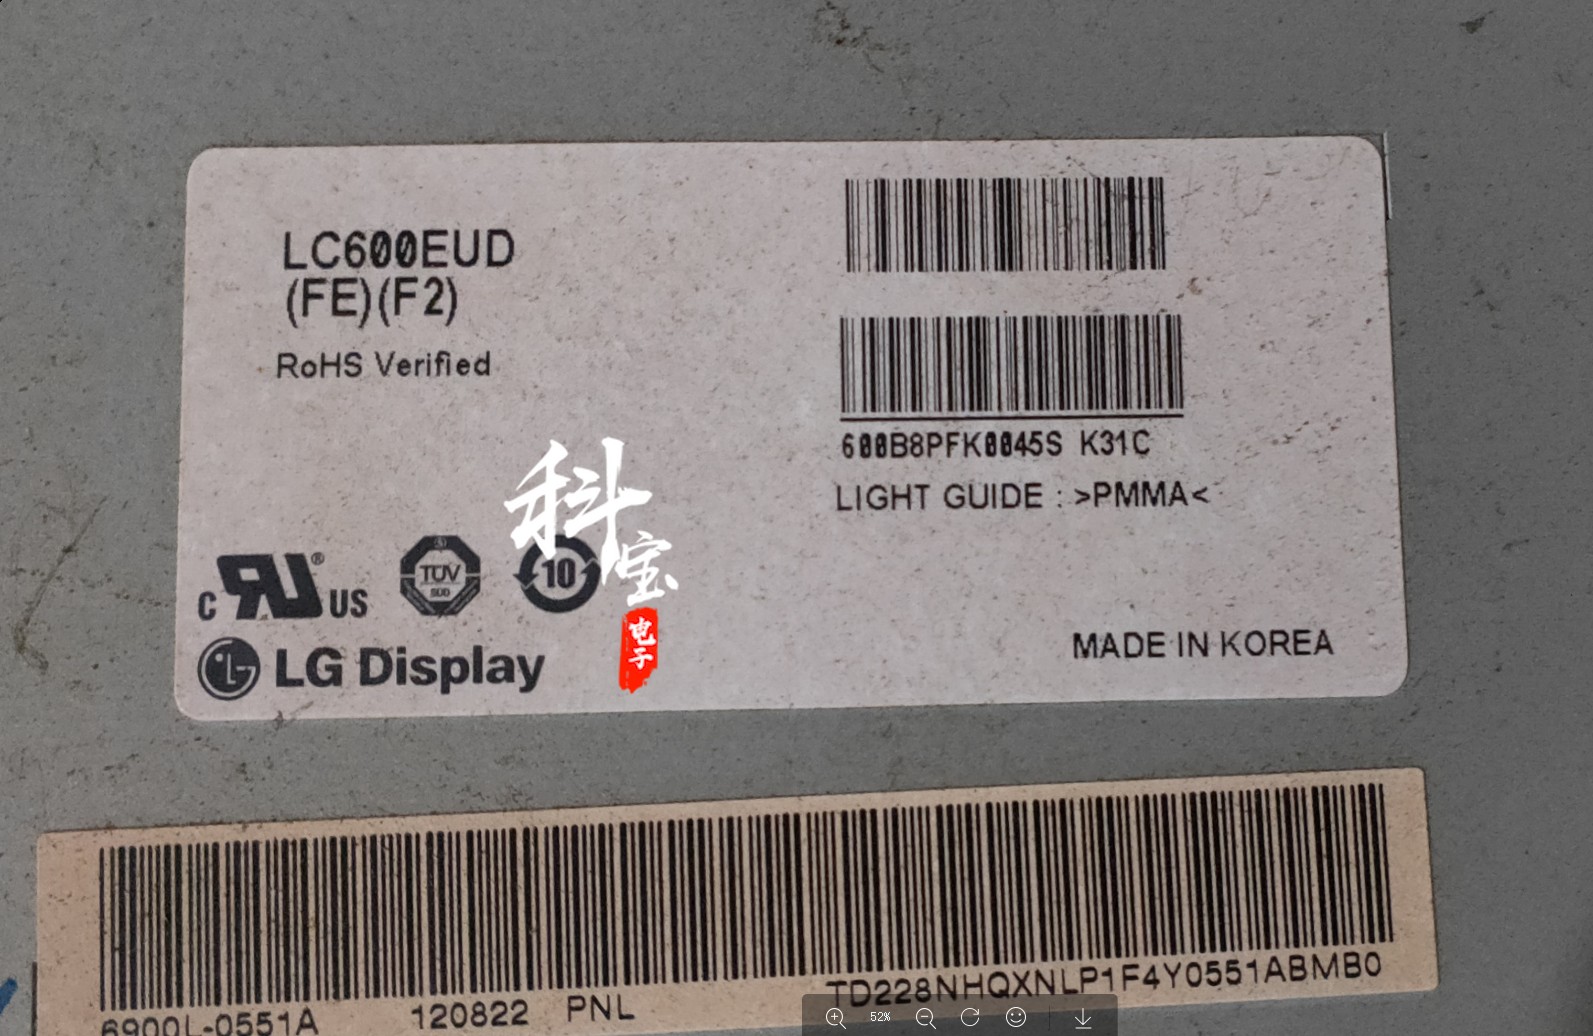 LC600EUD
(FE)(F2)
RoHS Verified
600B8PFK0045S K31C
LIGHT GUIDE : >PMMA<
科宝
电子
C RU US
®
TÜV
SÜD
10
LG Display
MADE IN KOREA
6900L-0551A 120822 PNL TD228NHQXNLP1F4Y0551ABMB0
52%